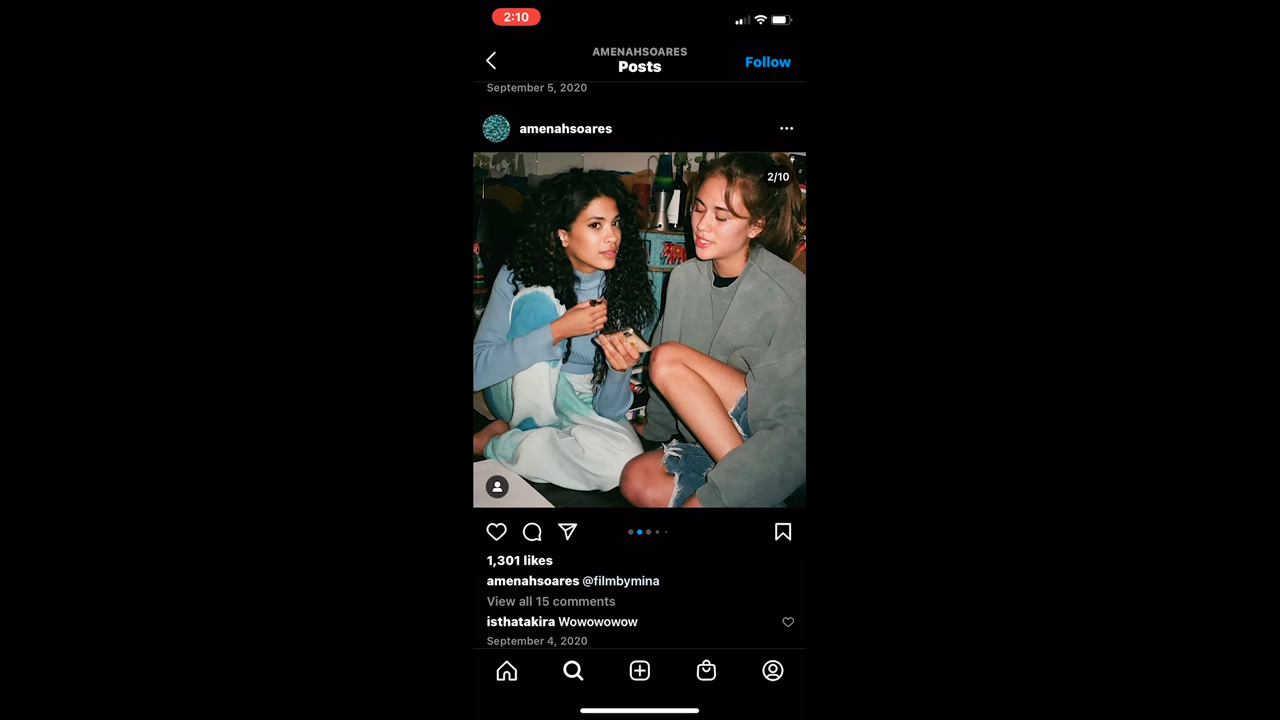 2:10
AMENAHSOARES
Posts
Follow
September 5, 2020
amenahsoares
2/10
1,301 likes
amenahsoares @filmbymina
View all 15 comments
isthatakira Wowowowow
September 4, 2020